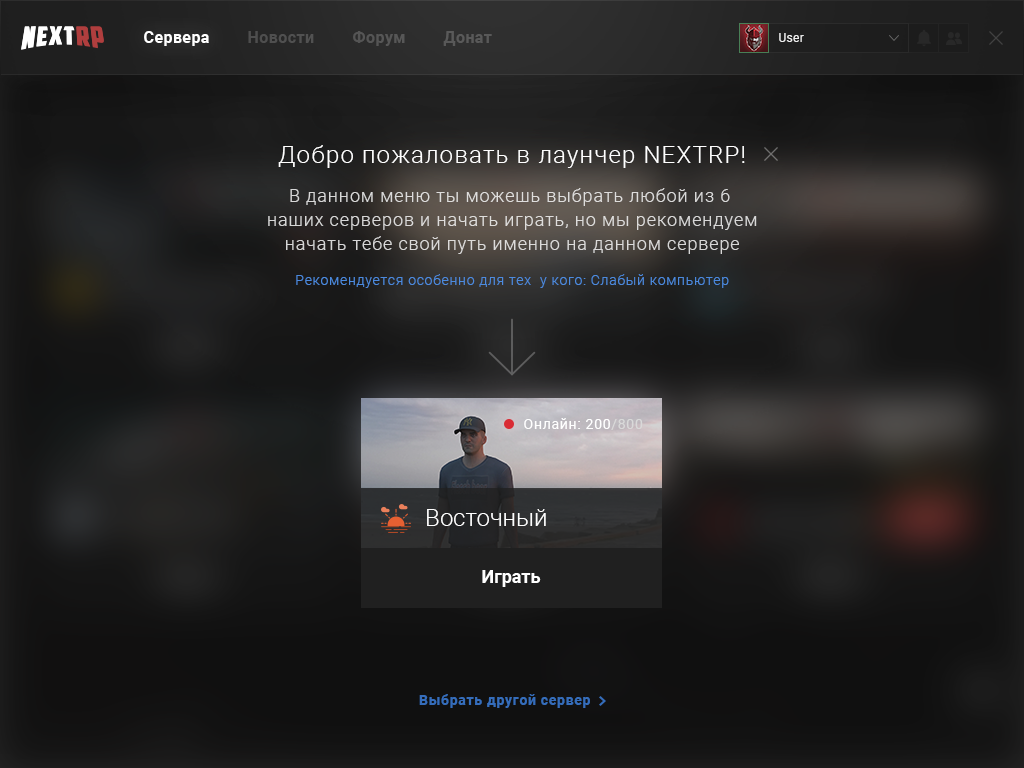 NEXTRP
Сервера
Новости
Форум
Донат
User
Добро пожаловать в лаунчер NEXTRP!
В данном меню ты можешь выбрать любой из 6
наших серверов и начать играть, но мы рекомендуем
начать тебе свой путь именно на данном сервере
Рекомендуется особенно для тех у кого: Слабый компьютер
Онлайн: 200/800
Восточный
Играть
Выбрать другой сервер